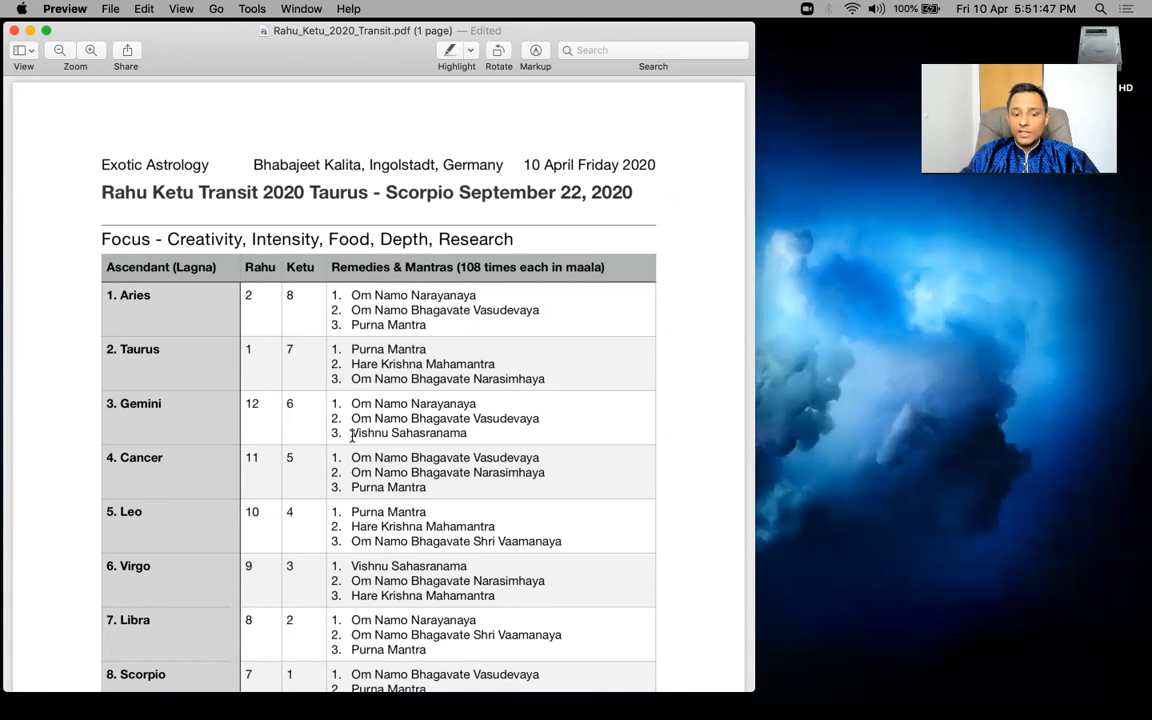 Preview File Edit View Go Tools Window Help 100% Fri 10 Apr 5:51:47 PM
Rahu_Ketu_2020_Transit.pdf (1 page) — Edited
Search
View Zoom Share Highlight Rotate Markup Search
HD
Exotic Astrology Bhabajeet Kalita, Ingolstadt, Germany 10 April Friday 2020
Rahu Ketu Transit 2020 Taurus - Scorpio September 22, 2020
Focus - Creativity, Intensity, Food, Depth, Research
Ascendant (Lagna) Rahu Ketu Remedies & Mantras (108 times each in maala)
1. Aries 2 8 1. Om Namo Narayanaya
2. Om Namo Bhagavate Vasudevaya
3. Purna Mantra
2. Taurus 1 7 1. Purna Mantra
2. Hare Krishna Mahamantra
3. Om Namo Bhagavate Narasimhaya
3. Gemini 12 6 1. Om Namo Narayanaya
2. Om Namo Bhagavate Vasudevaya
3. Vishnu Sahasranama
4. Cancer 11 5 1. Om Namo Bhagavate Vasudevaya
2. Om Namo Bhagavate Narasimhaya
3. Purna Mantra
5. Leo 10 4 1. Purna Mantra
2. Hare Krishna Mahamantra
3. Om Namo Bhagavate Shri Vaamanaya
6. Virgo 9 3 1. Vishnu Sahasranama
2. Om Namo Bhagavate Narasimhaya
3. Hare Krishna Mahamantra
7. Libra 8 2 1. Om Namo Narayanaya
2. Om Namo Bhagavate Shri Vaamanaya
3. Purna Mantra
8. Scorpio 7 1 1. Om Namo Bhagavate Vasudevaya
2. Purna Mantra